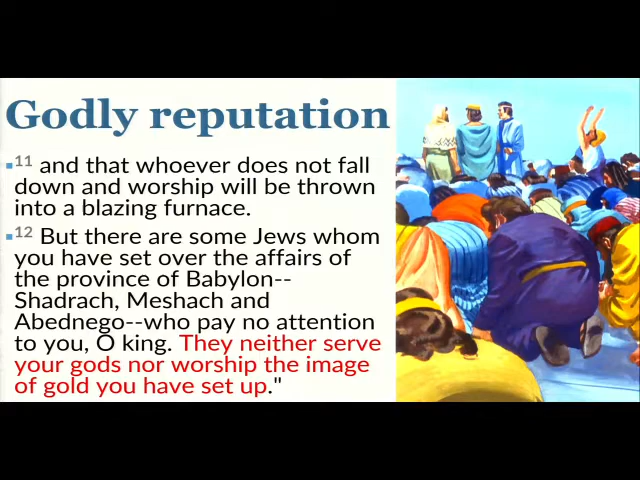 Godly reputation
▪11 and that whoever does not fall
down and worship will be thrown
into a blazing furnace.
▪12 But there are some Jews whom
you have set over the affairs of
the province of Babylon--
Shadrach, Meshach and
Abednego--who pay no attention
to you, O king. They neither serve
your gods nor worship the image
of gold you have set up."